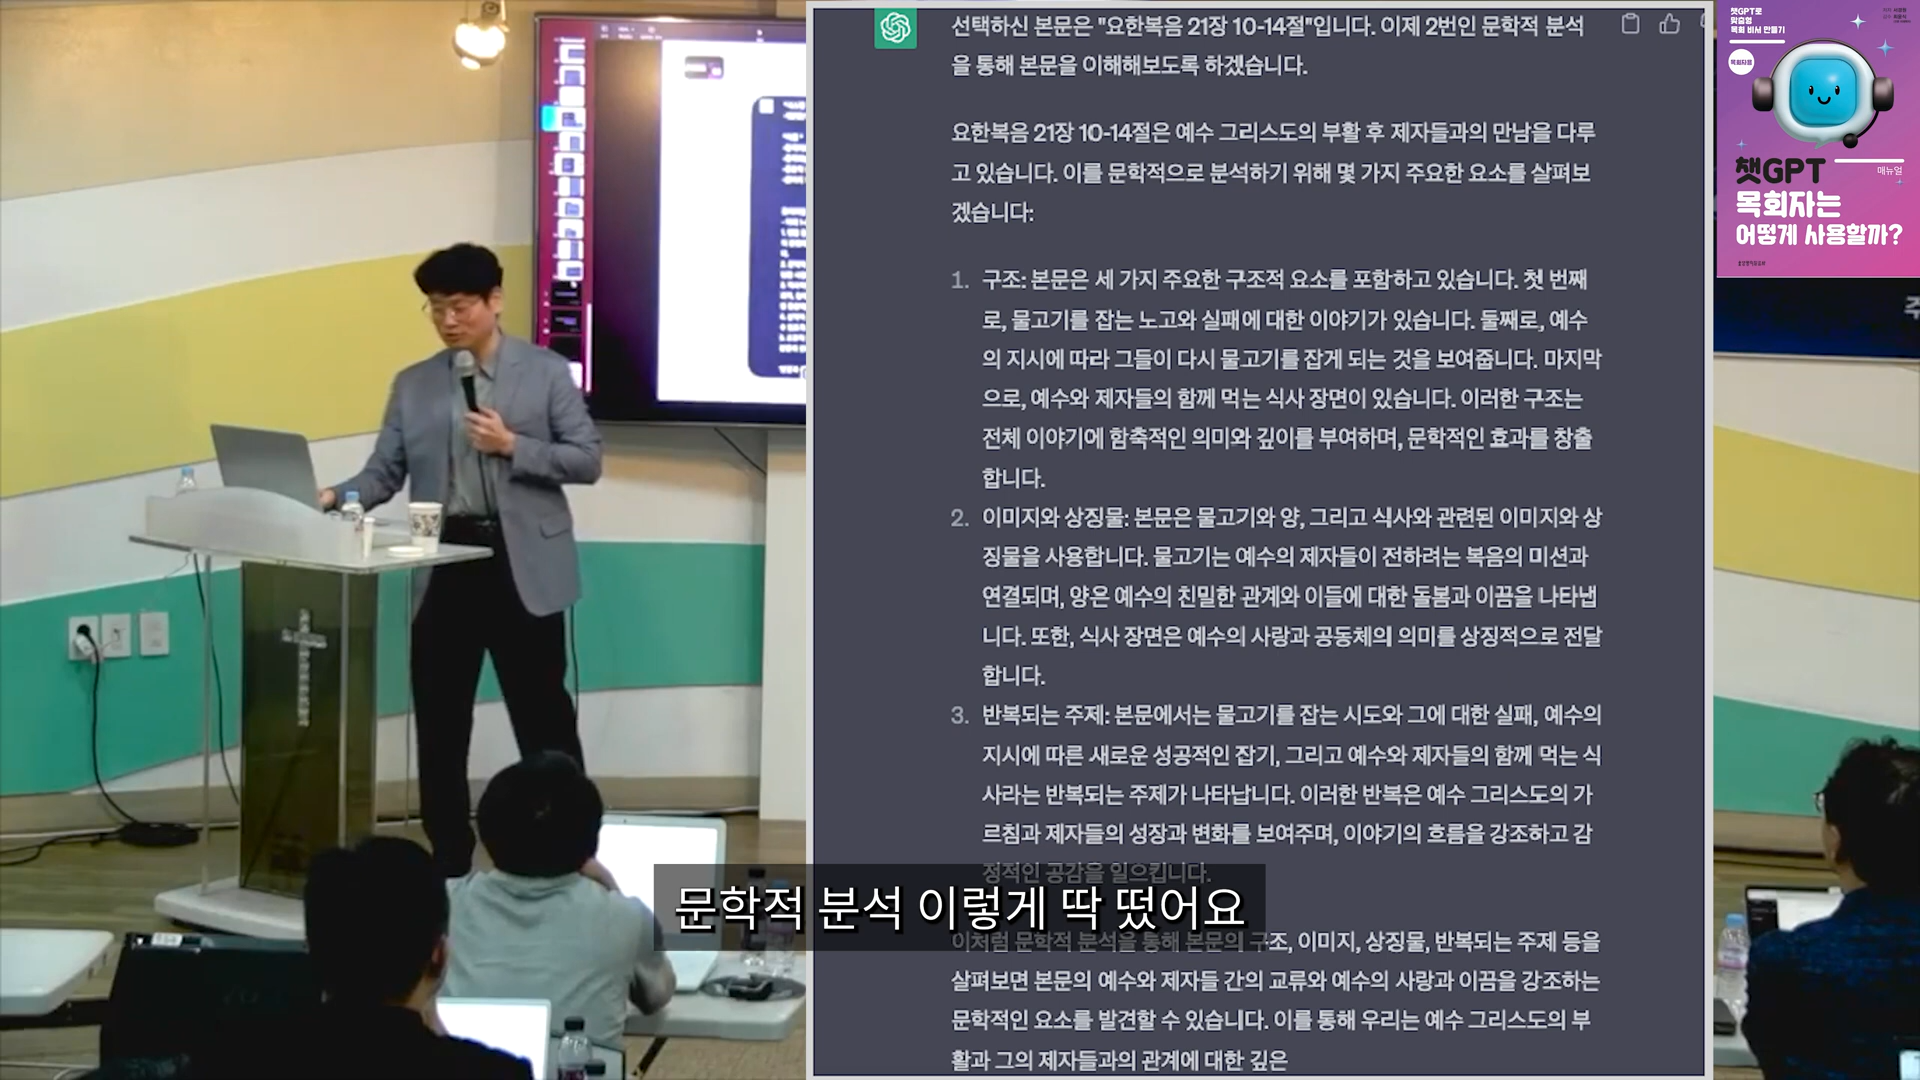 선택하신 본문은 "요한복음 21장 10-14절"입니다. 이제 2번인 문학적 분석
을 통해 본문을 이해해보도록 하겠습니다.
요한복음 21장 10-14절은 예수 그리스도의 부활 후 제자들과의 만남을 다루
고 있습니다. 이를 문학적으로 분석하기 위해 몇 가지 주요한 요소를 살펴보
겠습니다:
1. 구조: 본문은 세 가지 주요한 구조적 요소를 포함하고 있습니다. 첫 번째
로, 물고기를 잡는 노고와 실패에 대한 이야기가 있습니다. 둘째로, 예수
의 지시에 따라 그들이 다시 물고기를 잡게 되는 것을 보여줍니다. 마지막
으로, 예수와 제자들의 함께 먹는 식사 장면이 있습니다. 이러한 구조는
전체 이야기에 함축적인 의미와 깊이를 부여하며, 문학적인 효과를 창출
합니다.
2. 이미지와 상징물: 본문은 물고기와 양, 그리고 식사와 관련된 이미지와 상
징물을 사용합니다. 물고기는 예수의 제자들이 전하려는 복음의 미션과
연결되며, 양은 예수의 친밀한 관계와 이들에 대한 돌봄과 이끔을 나타냅
니다. 또한, 식사 장면은 예수의 사랑과 공동체의 의미를 상징적으로 전달
합니다.
3. 반복되는 주제: 본문에서는 물고기를 잡는 시도와 그에 대한 실패, 예수의
지시에 따른 새로운 성공적인 잡기, 그리고 예수와 제자들의 함께 먹는 식
사라는 반복되는 주제가 나타납니다. 이러한 반복은 예수 그리스도의 가
르침과 제자들의 성장과 변화를 보여주며, 이야기의 흐름을 강조하고 감
정적인 공감을 일으킵니다.
이처럼 문학적 분석을 통해 본문의 구조, 이미지, 상징물, 반복되는 주제 등을
살펴보면 본문의 예수와 제자들 간의 교류와 예수의 사랑과 이끔을 강조하는
문학적인 요소를 발견할 수 있습니다. 이를 통해 우리는 예수 그리스도의 부
활과 그의 제자들과의 관계에 대한 깊은
문학적 분석 이렇게 딱 떴어요
챗GPT로
맞춤형
목회 비서 만들기
목회자용
챗GPT
매뉴얼
목회자는
어떻게 사용할까?
주